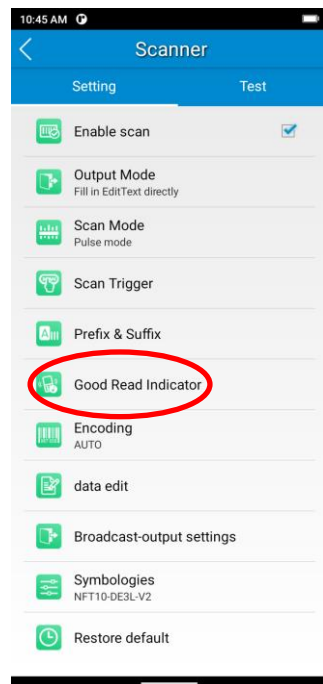 10:45 AM
Scanner
Setting
Test
Enable scan
Output Mode
Fill in EditText directly
Scan Mode
Pulse mode
Scan Trigger
Prefix & Suffix
Good Read Indicator
Encoding
AUTO
data edit
Broadcast-output settings
Symbologies
NFT10-DE3L-V2
Restore default